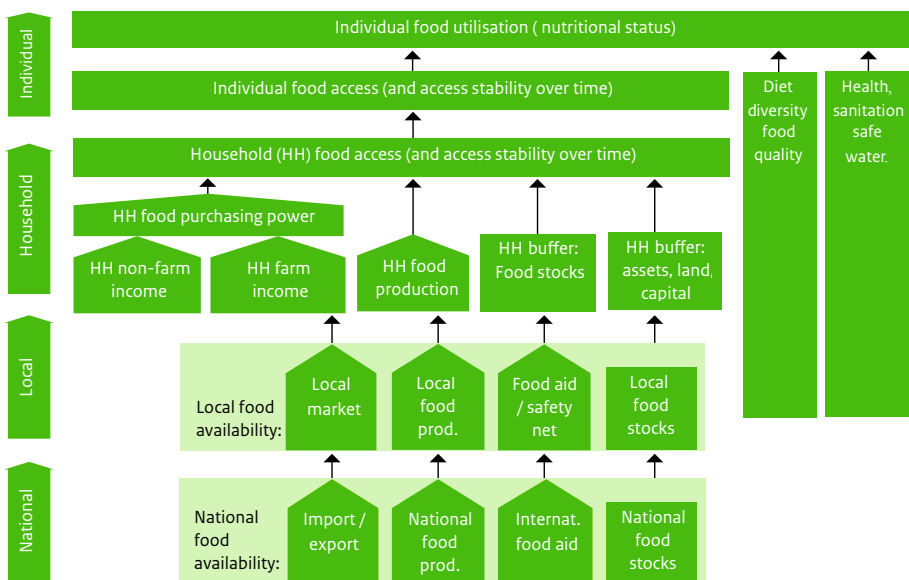 Individual
Individual food utilisation ( nutritional status)
Individual food access (and access stability over time)
Diet
diversity
food
quality
Health,
sanitation
safe
water.
Household
Household (HH) food access (and access stability over time)
HH food purchasing power
HH non-farm
income
HH farm
income
HH food
production
HH buffer:
Food stocks
HH buffer:
assets, land,
capital
Local
Local food
availability:
Local
market
Local
food
prod.
Food aid
/ safety
net
Local
food
stocks
National
National
food
availability:
Import /
export
National
food
prod.
Internat.
food aid
National
food
stocks